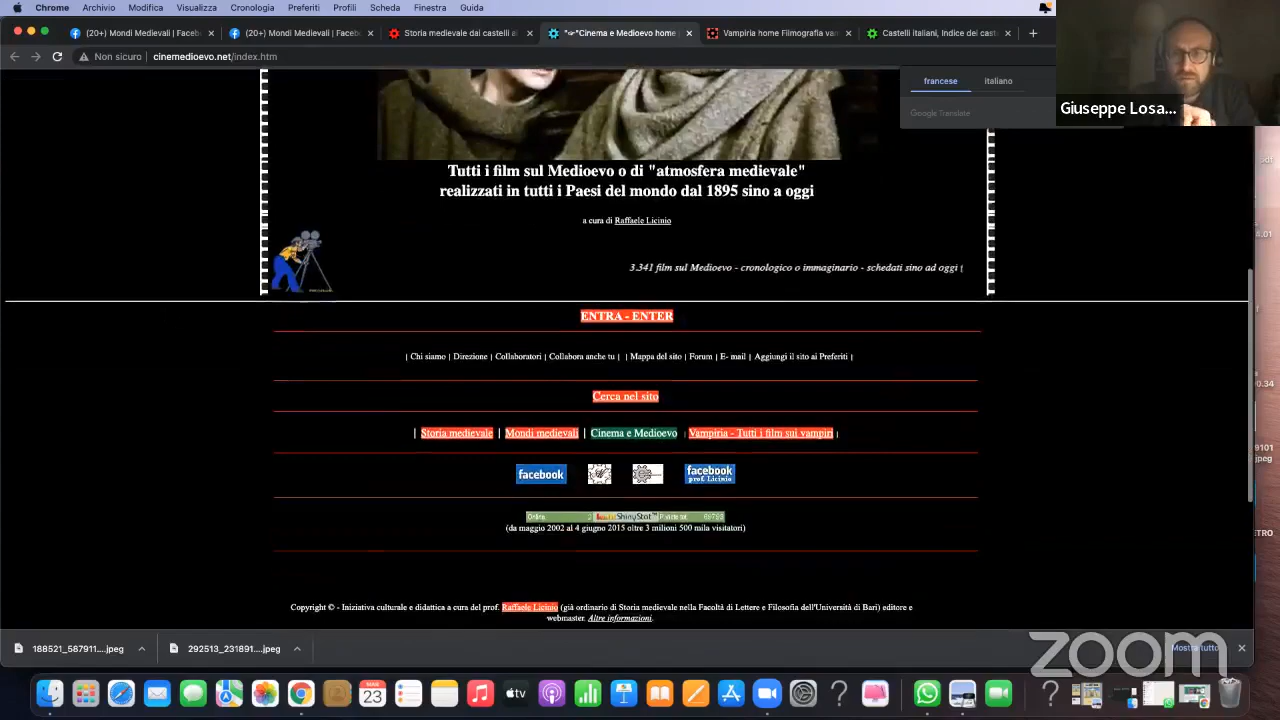 Chrome Archivio Modifica Visualizza Cronologia Preferiti Profili Scheda Finestra Guida
(20+) Mondi Medievali | Faceb
(20+) Mondi Medievali | Faceb
Storia medievale dai castelli ai
*☞*Cinema e Medioevo home
Vampiria home Filmografia vam
Castelli italiani, Indice dei cast
Non sicuro cinemedioevo.net/index.htm
francese italiano
Google Translate
Giuseppe Losa...
Tutti i film sul Medioevo o di "atmosfera medievale"
realizzati in tutti i Paesi del mondo dal 1895 sino a oggi
a cura di Raffaele Licinio
3.341 film sul Medioevo - cronologico o immaginario - schedati sino ad oggi
ENTRA - ENTER
| Chi siamo | Direzione | Collaboratori | Collabora anche tu | | Mappa del sito | Forum | E- mail | Aggiungi il sito ai Preferiti |
Cerca nel sito
| Storia medievale | Mondi medievali | Cinema e Medioevo | Vampiria - Tutti i film sui vampiri |
facebook facebook
prof. Licinio
Online ShinyStat
(da maggio 2002 al 4 giugno 2015 oltre 3 milioni 500 mila visitatori)
Copyright © - Iniziativa culturale e didattica a cura del prof. Raffaele Licinio (già ordinario di Storia medievale nella Facoltà di Lettere e Filosofia dell'Università di Bari) editore e
webmaster. Altre informazioni.
188521_587911....jpeg
292513_231891....jpeg
Mostra tutto
zoom
MAR
23
tv